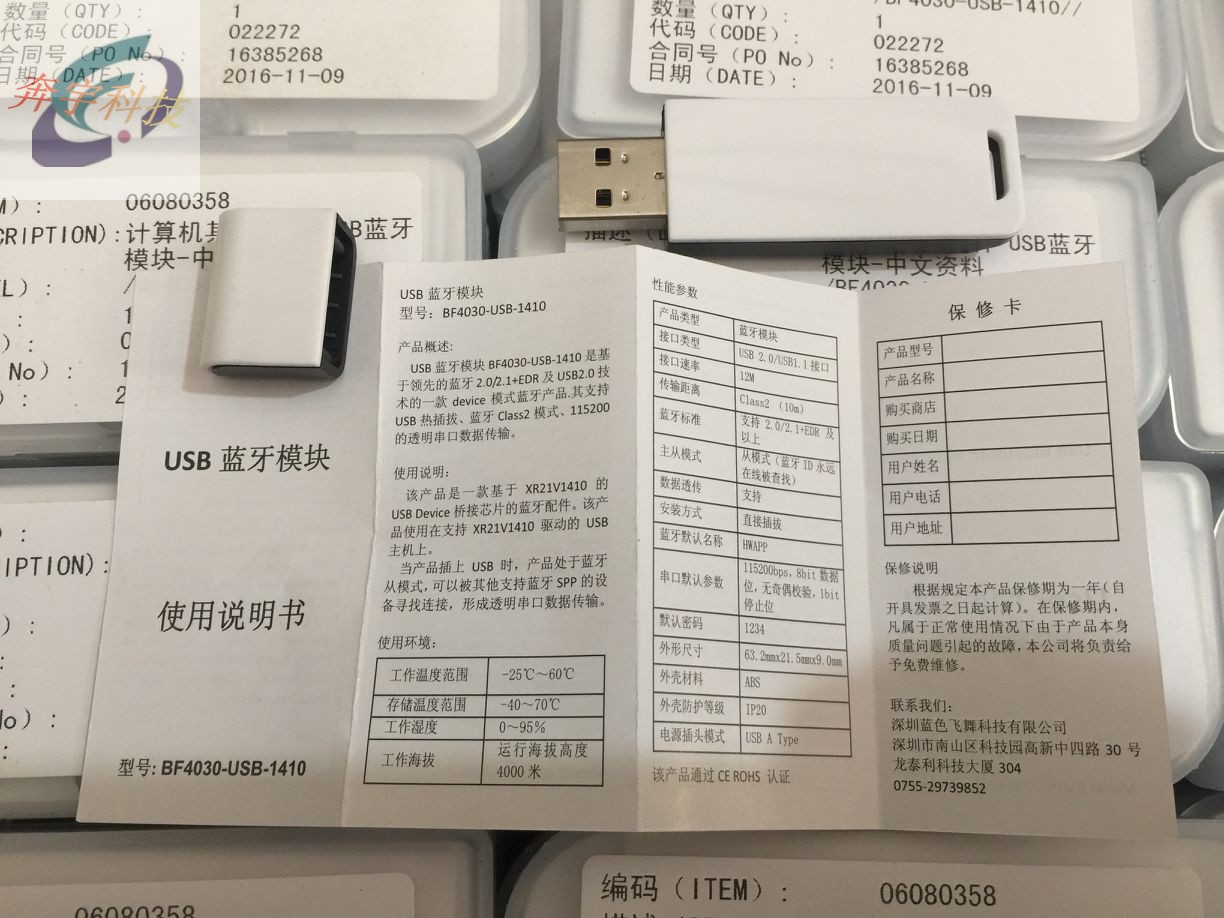 数量（QTY）：
1
代码（CODE）：
022272
合同号（PO No）：
16385268
日期（DATE）：
2016-11-09
奔宇科技
/BF4030-USB-1410//
数量（QTY）：
1
代码（CODE）：
022272
合同号（PO No）：
16385268
日期（DATE）：
2016-11-09
06080358
CRIPTION):计算机其
USB蓝牙
模块-中
USB蓝牙
模块-中文资料
/BF4030
USB 蓝牙模块
使用说明书
型号: BF4030-USB-1410
USB 蓝牙模块
型号：BF4030-USB-1410
产品概述:
USB 蓝牙模块 BF4030-USB-1410 是基
于领先的蓝牙 2.0/2.1+EDR 及 USB2.0 技
术的一款 device 模式蓝牙产品.其支持
USB 热插拔、蓝牙 Class2 模式、115200
的透明串口数据传输。
使用说明:
该产品是一款基于 XR21V1410 的
USB Device 桥接芯片的蓝牙配件。该产
品使用在支持 XR21V1410 驱动的 USB
主机上。
当产品插上 USB 时，产品处于蓝牙
从模式，可以被其他支持蓝牙 SPP 的设
备寻找连接，形成透明串口数据传输。
使用环境:
工作温度范围 -25℃～60℃
存储温度范围 -40～70℃
工作湿度 0～95%
工作海拔 运行海拔高度
4000 米
性能参数
产品类型 蓝牙模块
接口类型 USB 2.0/USB1.1 接口
接口速率 12M
传输距离 Class2 （10m）
蓝牙标准 支持 2.0/2.1+EDR 及
以上
主从模式 从模式（蓝牙 ID 永远
在线被查找）
数据透传 支持
安装方式 直接插拔
蓝牙默认名称 HWAPP
串口默认参数 115200bps，8bit 数据
位，无奇偶校验，1bit
停止位
默认密码 1234
外形尺寸 63.2mmx21.5mmx9.0mm
外壳材料 ABS
外壳防护等级 IP20
电源插头模式 USB A Type
该产品通过 CE ROHS 认证
保 修 卡
产品型号
产品名称
购买商店
购买日期
用户姓名
用户电话
用户地址
保修说明
根据规定本产品保修期为一年（自
开具发票之日起计算）。在保修期内，
凡属于正常使用情况下由于产品本身
质量问题引起的故障，本公司将负责给
予免费维修。
联系我们:
深圳蓝色飞舞科技有限公司
深圳市南山区科技园高新中四路 30 号
龙泰利科技大厦 304
0755-29739852
IPTION):
06080358
编码（ITEM）：
06080358